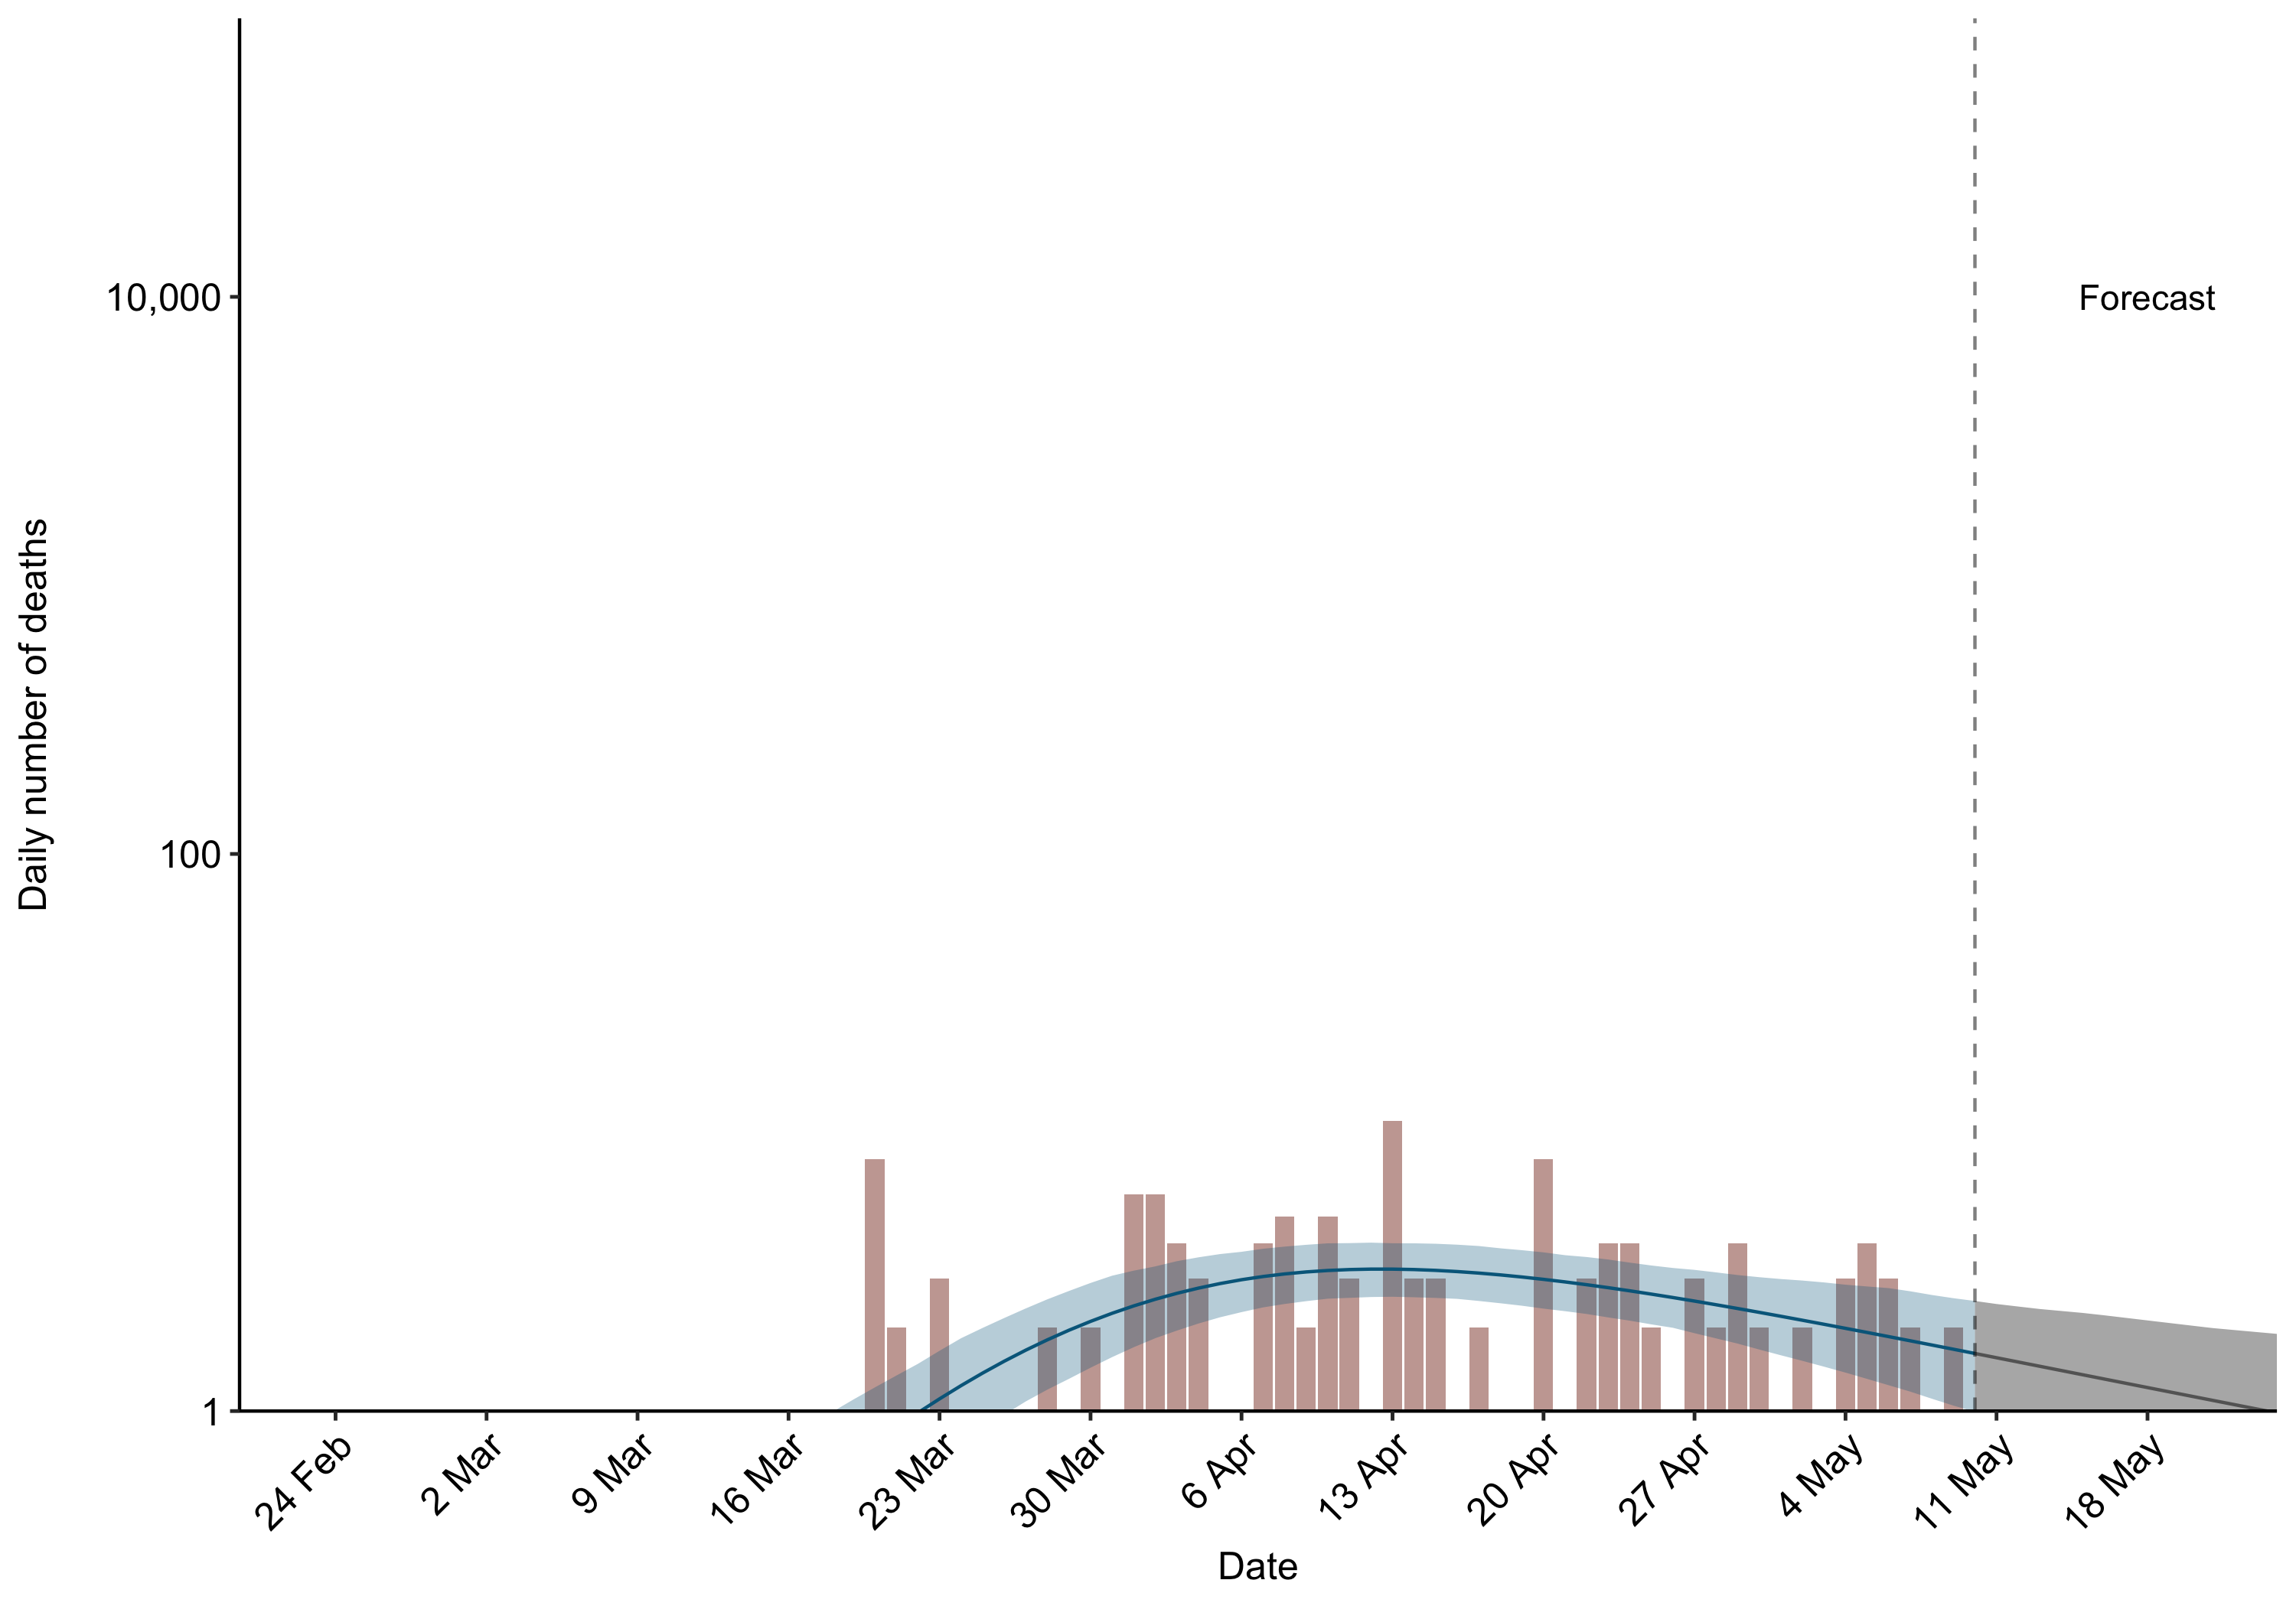 Daily number of deaths
10,000
100
1
Forecast
24 Feb
2 Mar
9 Mar
16 Mar
23 Mar
30 Mar
6 Apr
13 Apr
20 Apr
27 Apr
4 May
11 May
18 May
Date